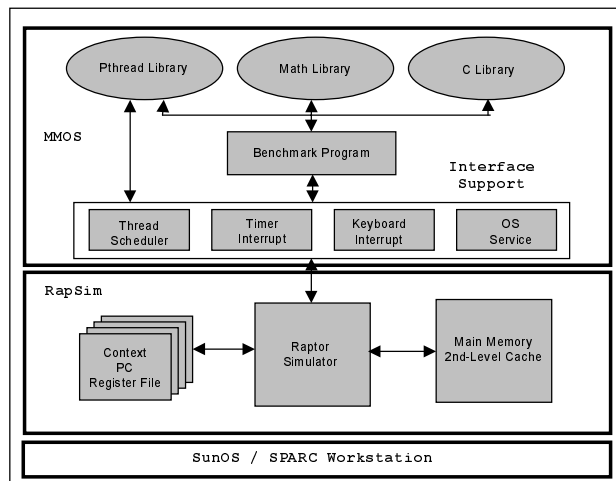 Pthread Library
Math Library
C Library
MMOS
Benchmark Program
Interface
Support
Thread
Scheduler
Timer
Interrupt
Keyboard
Interrupt
OS
Service
RapSim
Context
PC
Register File
Raptor
Simulator
Main Memory
2nd-Level Cache
SunOS / SPARC Workstation